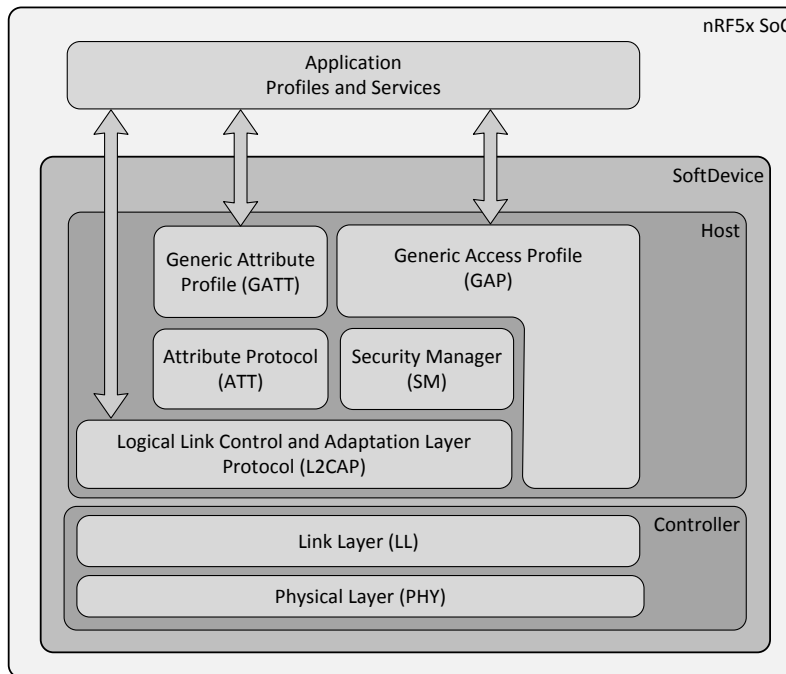 nRF5x SoC
Application
Profiles and Services
SoftDevice
Host
Generic Attribute
Profile (GATT)
Generic Access Profile
(GAP)
Attribute Protocol
(ATT)
Security Manager
(SM)
Logical Link Control and Adaptation Layer
Protocol (L2CAP)
Controller
Link Layer (LL)
Physical Layer (PHY)